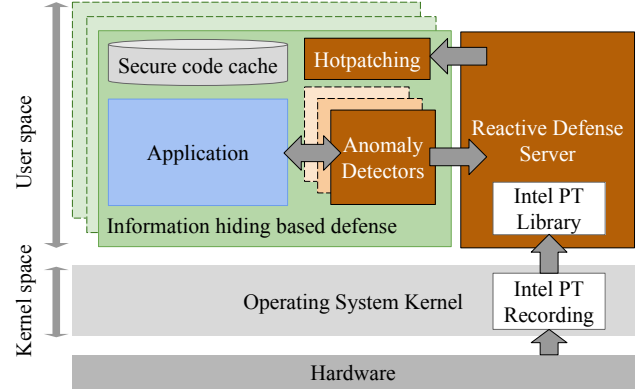 User space
Secure code cache
Hotpatching
Application
Anomaly
Detectors
Information hiding based defense
Reactive Defense
Server
Intel PT
Library
Kernel space
Operating System Kernel
Intel PT
Recording
Hardware